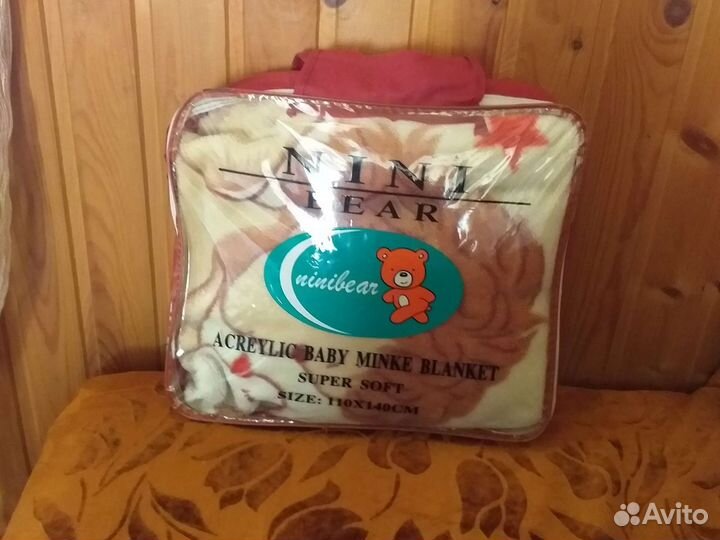 NINI
BEAR
ninibear
ACREYLIC BABY MINKE BLANKET
SUPER SOFT
SIZE: 110X140CM
Avito